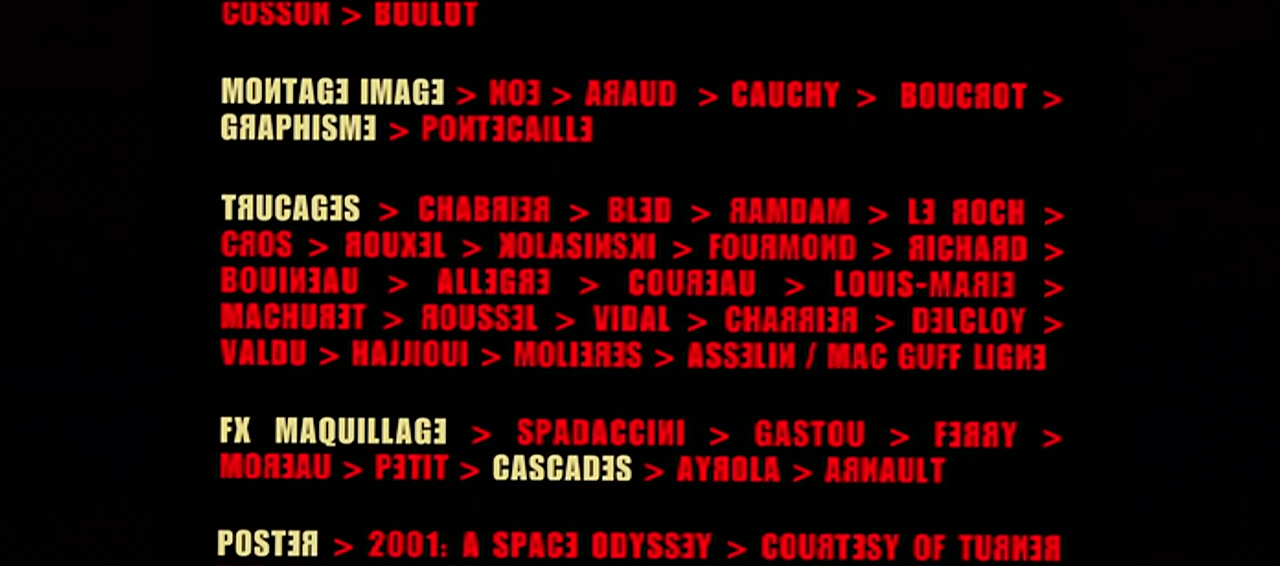 COSSON > BOULOT
MONTAGE IMAGE > NOE > ARAUD > CAUCHY > BOUCROT >
GRAPHISME > PONTECAILLE
TRUCAGES > CHABRIER > BLED > RAMDAM > LE ROCH >
CROS > ROUXEL > KOLASINSKI > FOURMOND > RICHARD >
BOUINEAU > ALLEGRE > COUREAU > LOUIS-MARIE >
MACHURET > ROUSSEL > VIDAL > CHARRIER > DELCLOY >
VALDU > HAJJIOUI > MOLIERES > ASSELIN / MAC GUFF LIGNE
FX MAQUILLAGE > SPADACCINI > GASTOU > FERRY >
MOREAU > PETIT > CASCADES > AYROLA > ARNAULT
POSTER > 2001: A SPACE ODYSSEY > COURTESY OF TURNER